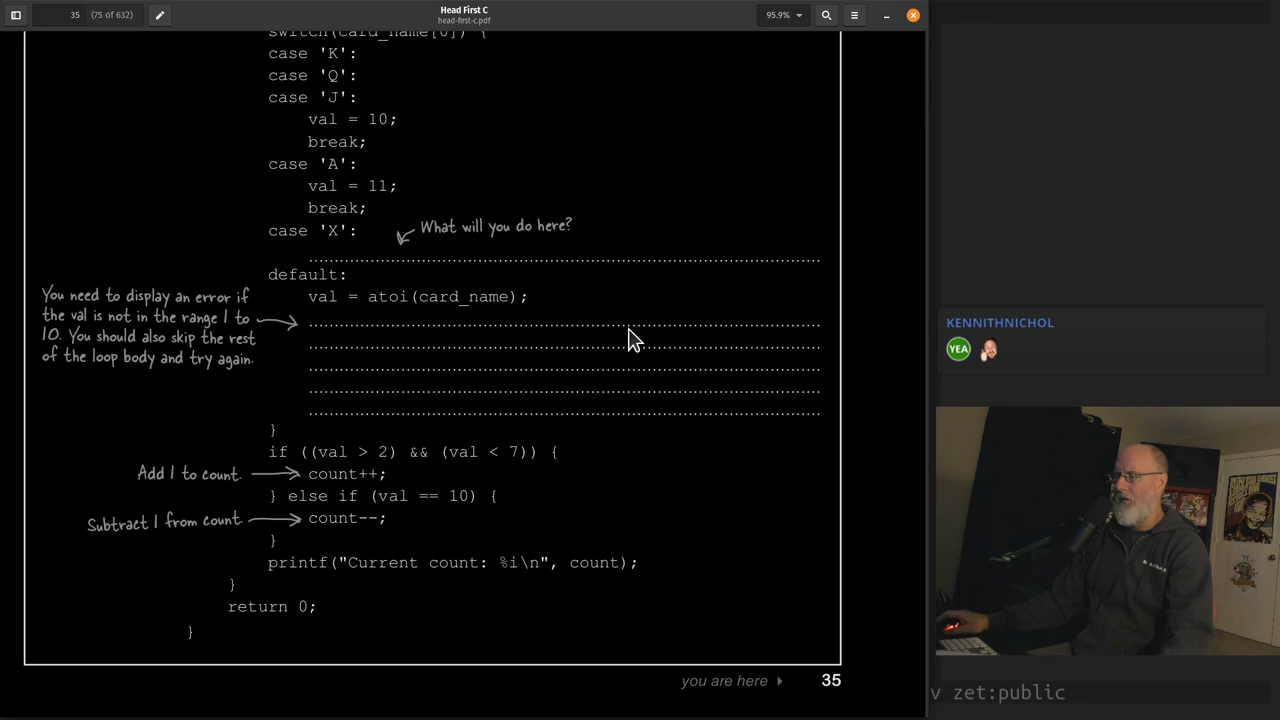 35
(75 of 632)
Head First C
head-first-c.pdf
95.9%
switch(card_name[0]) {
case 'K':
case 'Q':
case 'J':
val = 10;
break;
case 'A':
val = 11;
break;
case 'X':
What will you do here?
default:
val = atoi(card_name);
You need to display an error if
the val is not in the range 1 to
10. You should also skip the rest
of the loop body and try again.
}
if ((val > 2) && (val < 7)) {
Add 1 to count.
count++;
} else if (val == 10) {
Subtract 1 from count.
count--;
}
printf("Current count: %i\n", count);
}
return 0;
}
you are here
35
KENNITHNICHOL
YEA
v zet:public